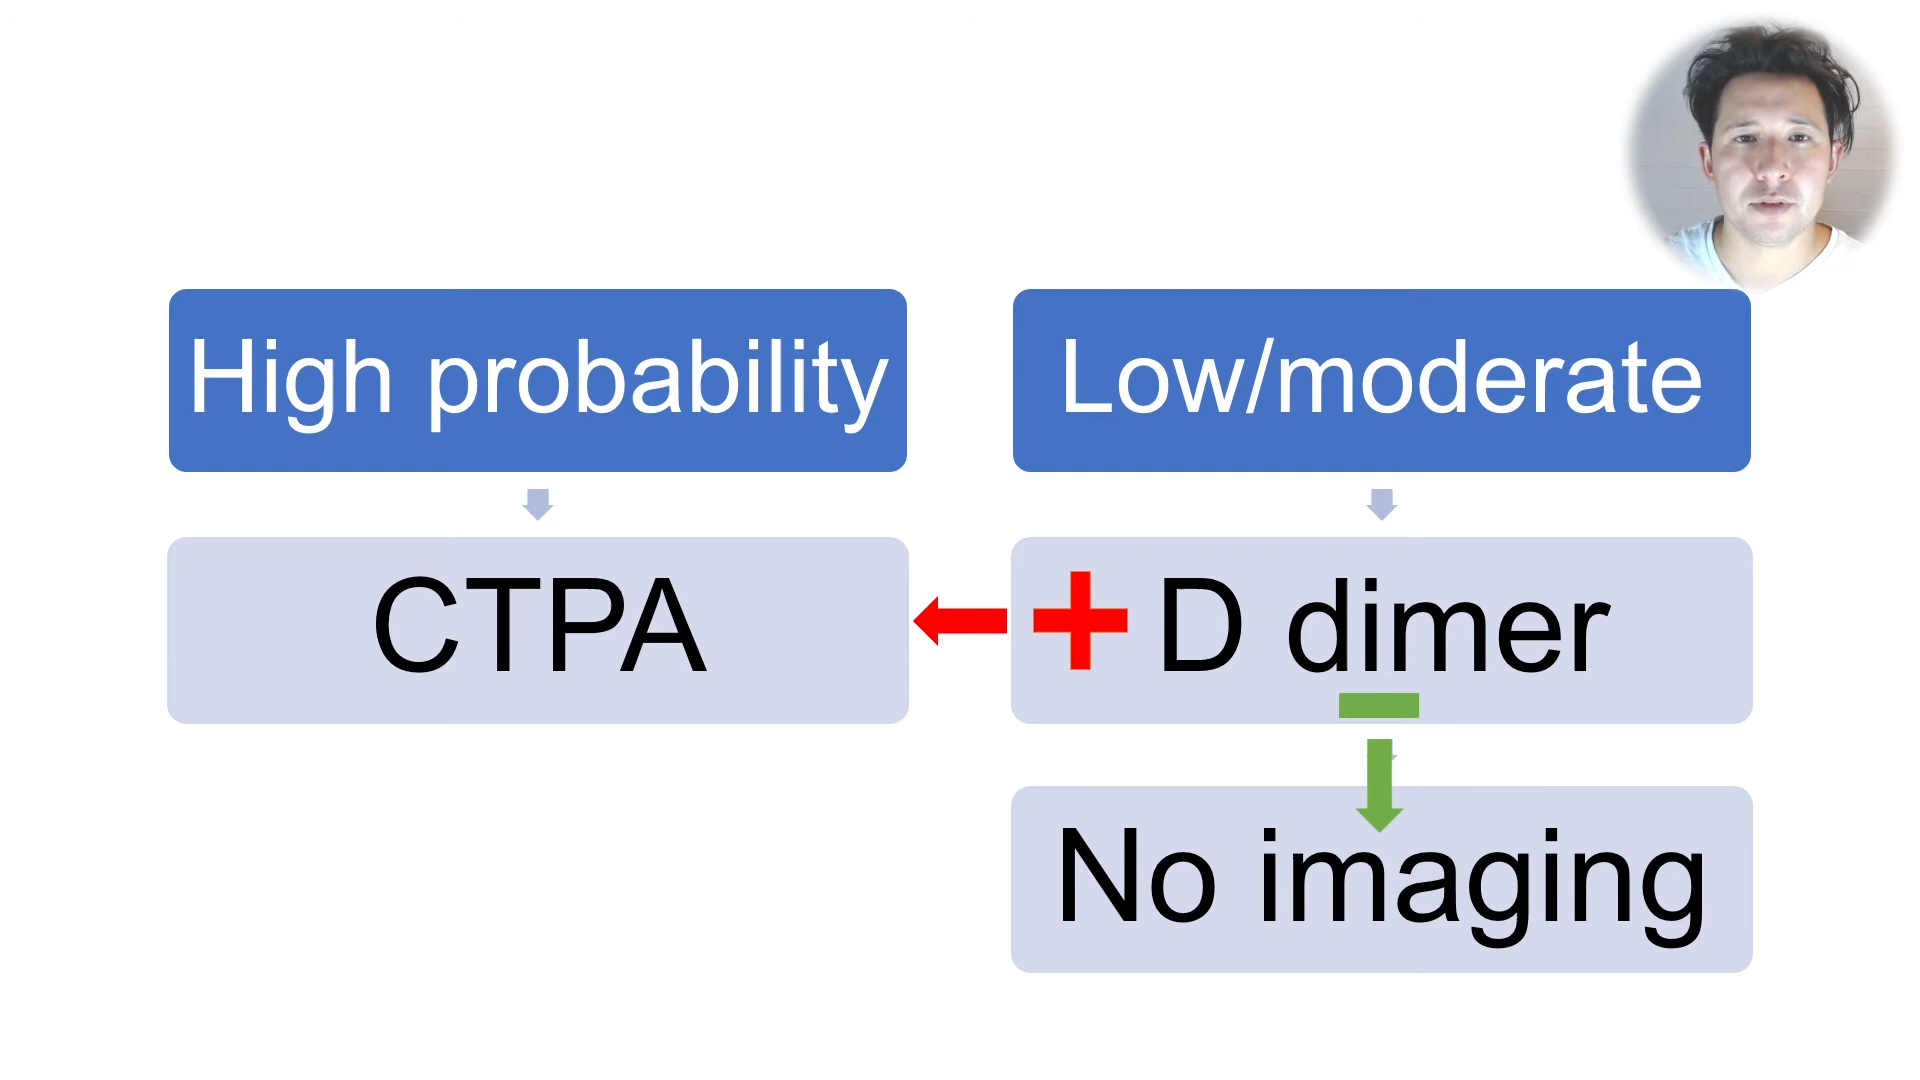 High probability
Low/moderate
CTPA
D dimer
No imaging